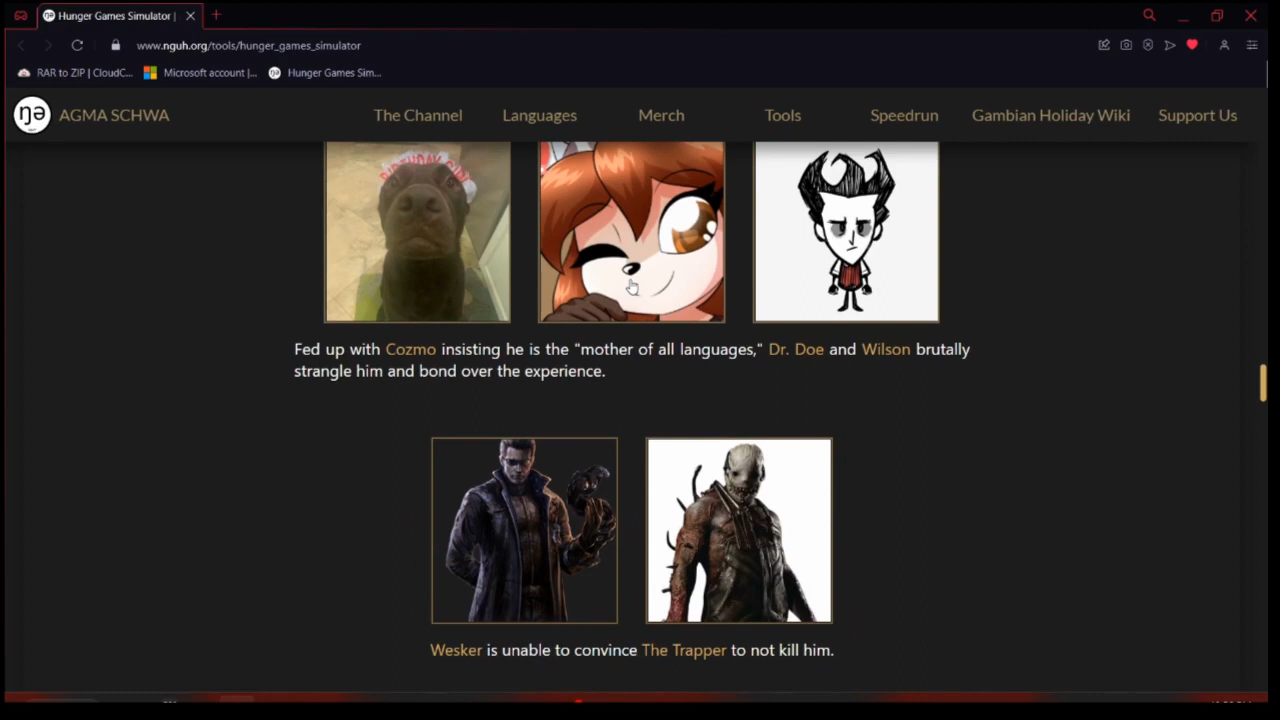 Hunger Games Simulator |
www.nguh.org/tools/hunger_games_simulator
RAR to ZIP | CloudC...
Microsoft account |...
Hunger Games Sim...
ŋə
AGMA SCHWA
The Channel
Languages
Merch
Tools
Speedrun
Gambian Holiday Wiki
Support Us
BIRTHDAY GIRL
Fed up with Cozmo insisting he is the “mother of all languages,” Dr. Doe and Wilson brutally
strangle him and bond over the experience.
Wesker is unable to convince The Trapper to not kill him.